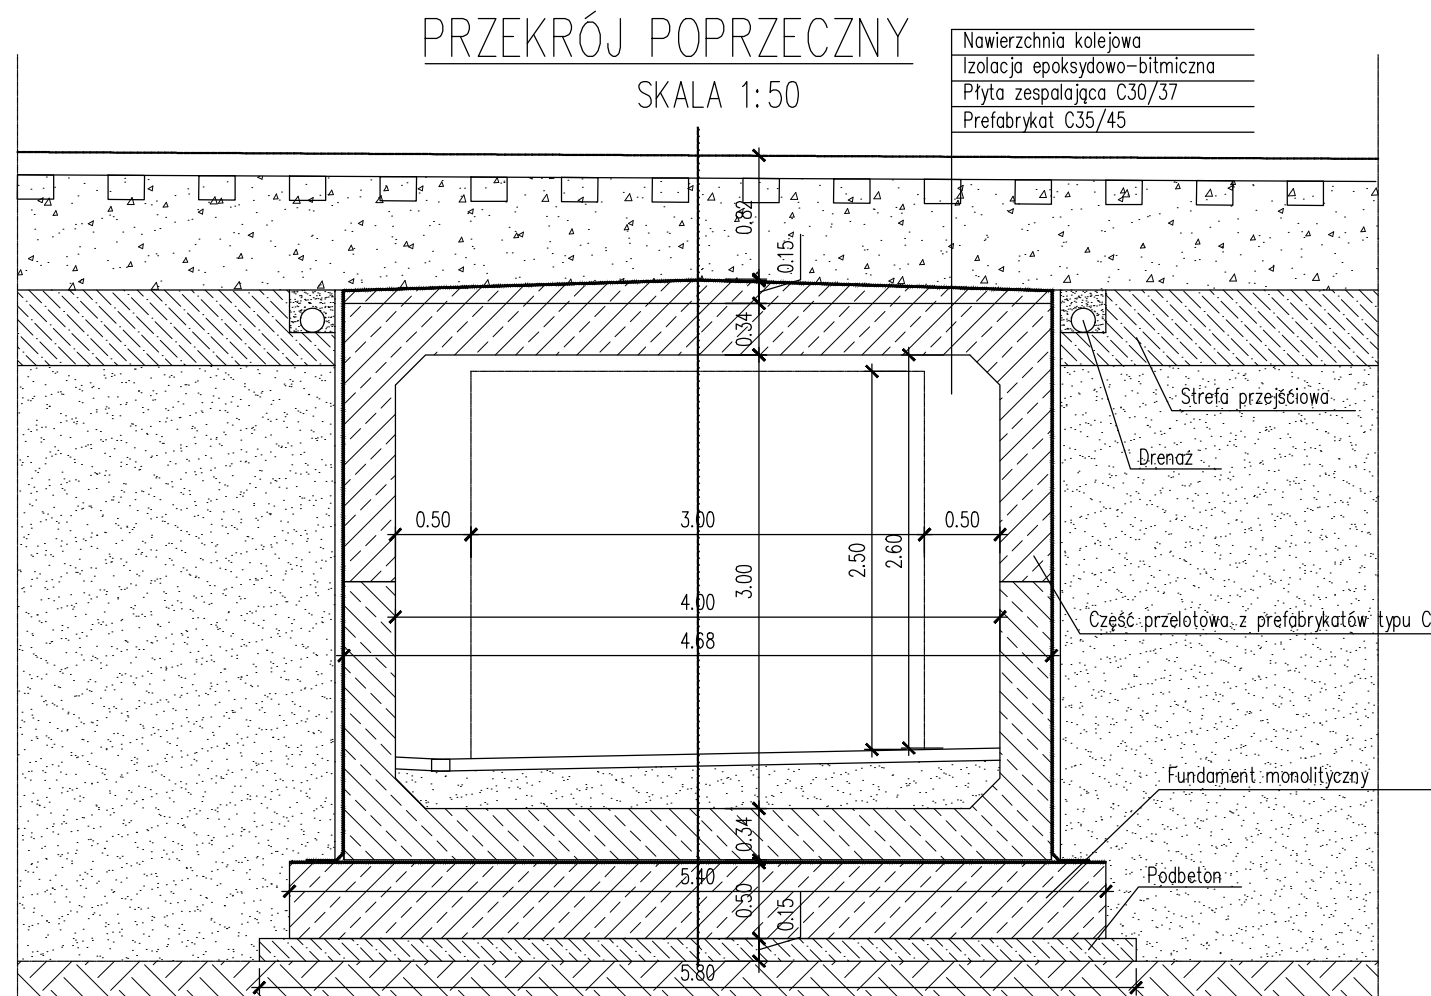 PRZEKRÓJ POPRZECZNY
SKALA 1:50
Nawierzchnia kolejowa
Izolacja epoksydowo-bitmiczna
Płyta zespalająca C30/37
Prefabrykat C35/45
0.82
0.15
0.34
Strefa przejściowa
Drenaż
0.50
3.00
0.50
2.50
2.60
3.00
4.00
4.68
Część przelotowa z prefabrykatów typu C
Fundament monolityczny
0.34
5.40
Podbeton
0.50
0.15
5.80